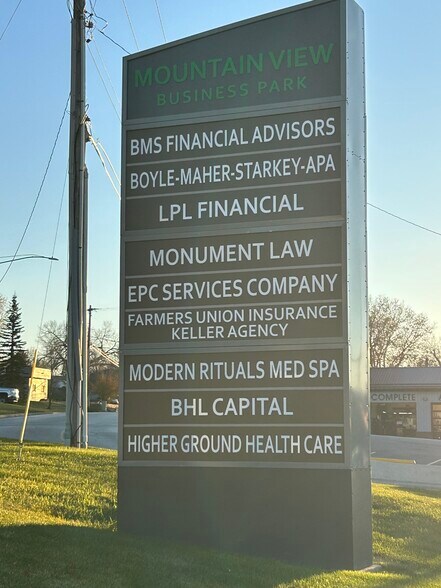 MOUNTAIN VIEW
BUSINESS PARK
BMS FINANCIAL ADVISORS
BOYLE-MAHER-STARKEY-APA
LPL FINANCIAL
MONUMENT LAW
EPC SERVICES COMPANY
FARMERS UNION INSURANCE
KELLER AGENCY
MODERN RITUALS MED SPA
BHL CAPITAL
HIGHER GROUND HEALTH CARE
COMPLETE